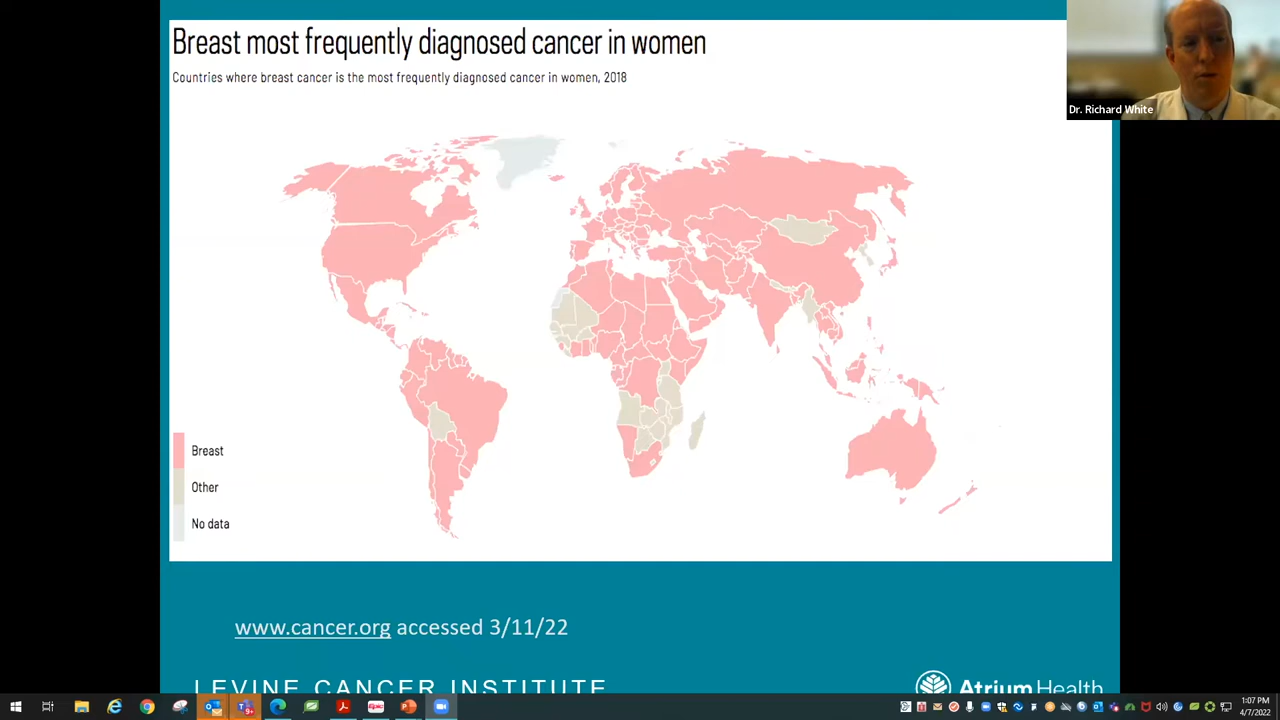 Breast most frequently diagnosed cancer in women
Countries where breast cancer is the most frequently diagnosed cancer in women, 2018
Dr. Richard White
Breast
Other
No data
www.cancer.org accessed 3/11/22
LEVINE CANCER INSTITUTE
Atrium Health
1:07 PM
4/7/2022